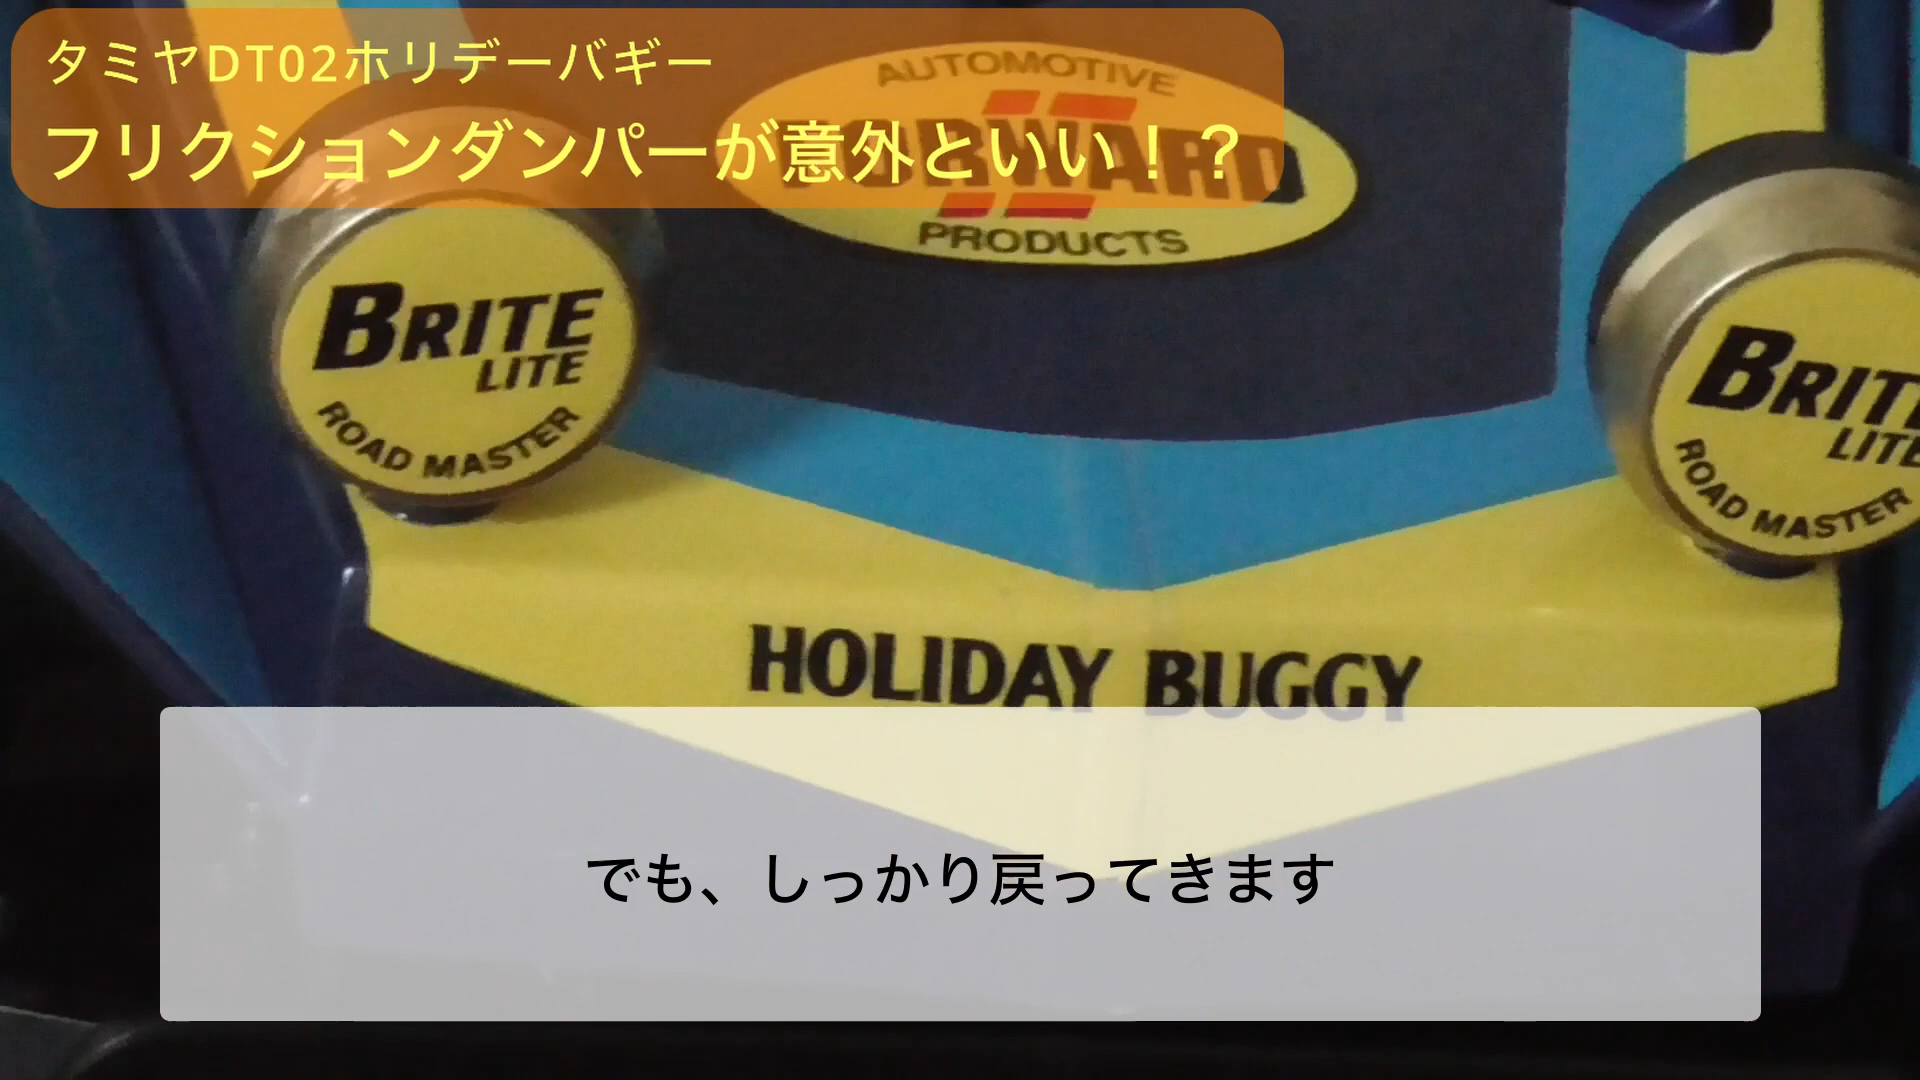 タミヤDT02ホリデーバギー
フリクションダンパーが意外といい！？
AUTOMOTIVE
FORWARD
PRODUCTS
BRITE
LITE
ROAD MASTER
BRIT
LITE
ROAD MASTER
HOLIDAY BUGGY
でも、しっかり戻ってきます